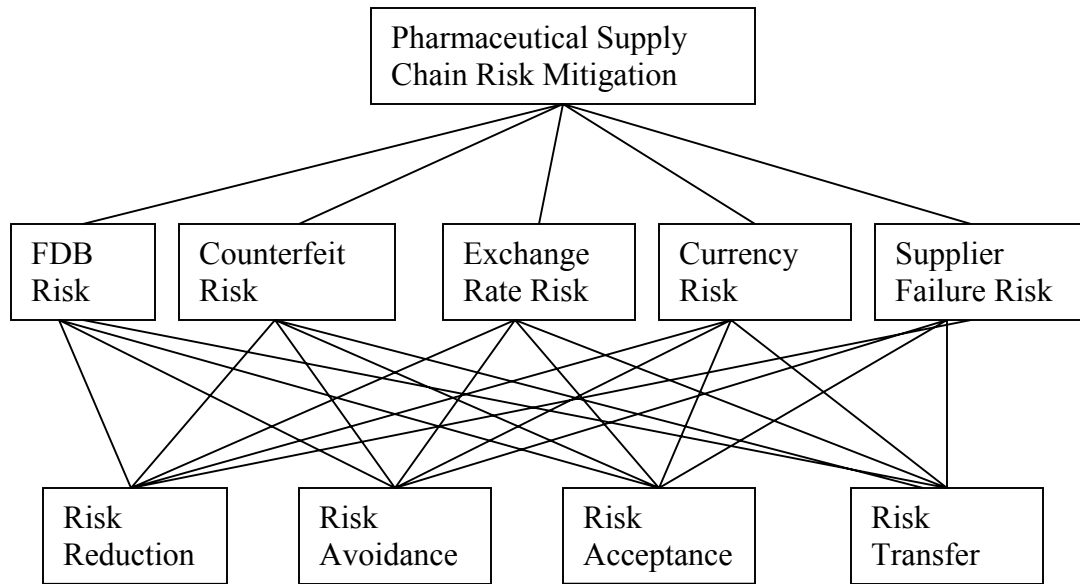 Pharmaceutical Supply
Chain Risk Mitigation
FDB
Risk
Counterfeit
Risk
Exchange
Rate Risk
Currency
Risk
Supplier
Failure Risk
Risk
Reduction
Risk
Avoidance
Risk
Acceptance
Risk
Transfer